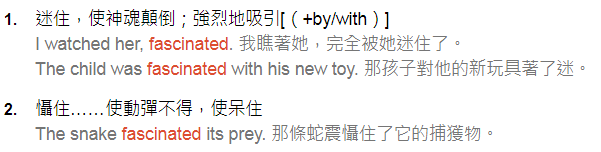 1. 迷住，使神魂顛倒；強烈地吸引[（+by/with）]
I watched her, fascinated. 我瞧著她，完全被她迷住了。
The child was fascinated with his new toy. 那孩子對他的新玩具著了迷。
2. 懾住……使動彈不得，使呆住
The snake fascinated its prey. 那條蛇震懾住了它的捕獲物。